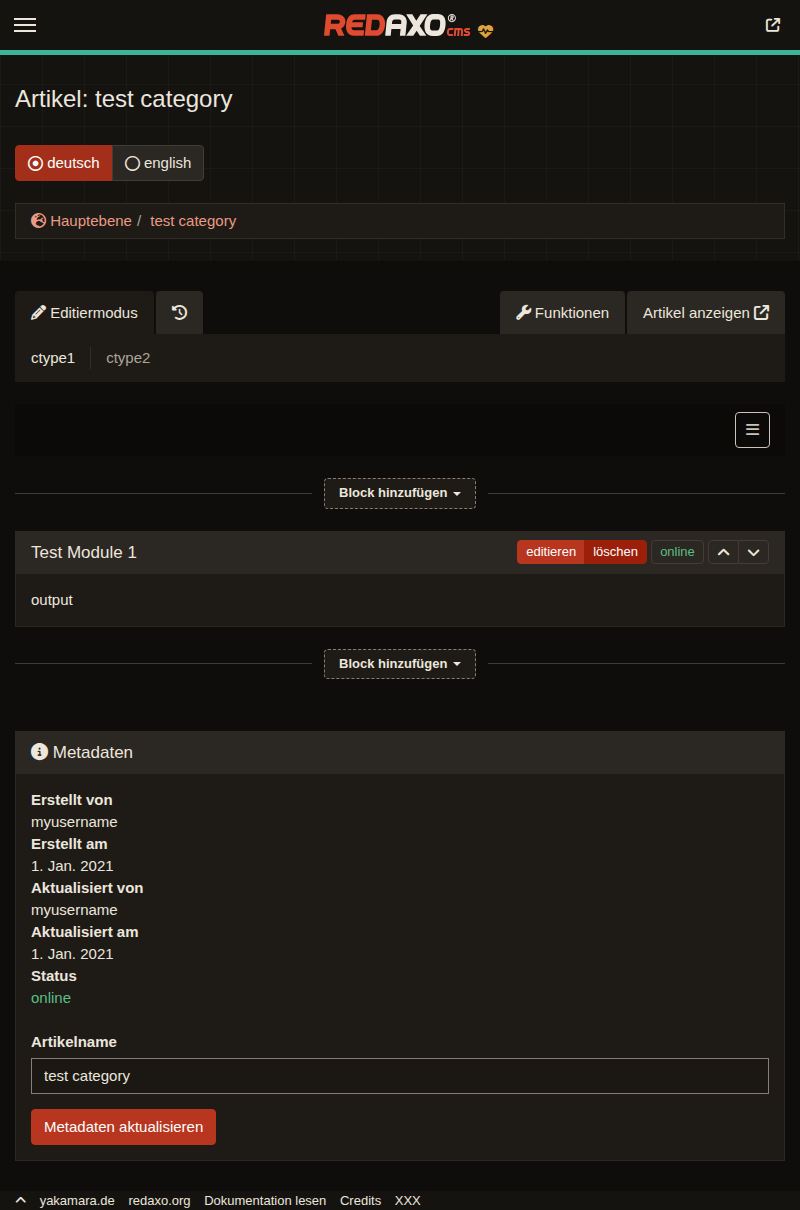 REDAXO® cms
Artikel: test category
deutsch english
Hauptebene / test category
Editiermodus Funktionen Artikel anzeigen
ctype1 ctype2
Block hinzufügen
Test Module 1 editieren löschen online
output
Block hinzufügen
Metadaten
Erstellt von
myusername
Erstellt am
1. Jan. 2021
Aktualisiert von
myusername
Aktualisiert am
1. Jan. 2021
Status
online
Artikelname
test category
Metadaten aktualisieren
yakamara.de redaxo.org Dokumentation lesen Credits XXX